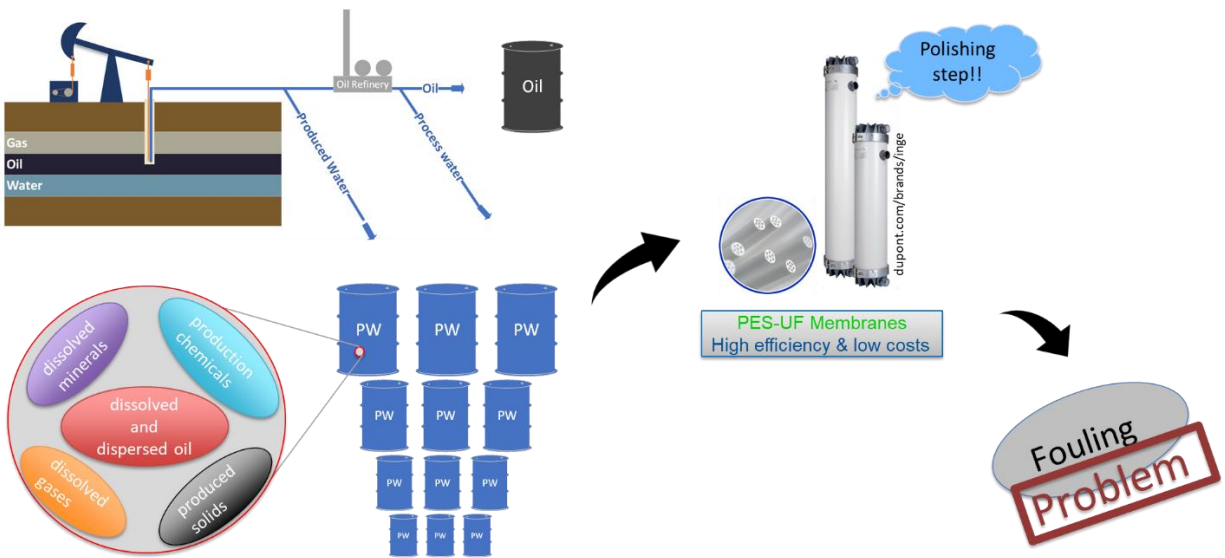 Gas
Oil
Water
Produced Water
Oil Refinery
Oil
Process water
Oil
dissolved
minerals
production
chemicals
dissolved
and
dispersed oil
dissolved
gases
produced
solids
PW
PW
PW
PW
PW
PW
PW
PW
PW
PW
PW
PW
Polishing
step!!
dupont.com/brands/inge
PES-UF Membranes
High efficiency & low costs
Fouling
Problem